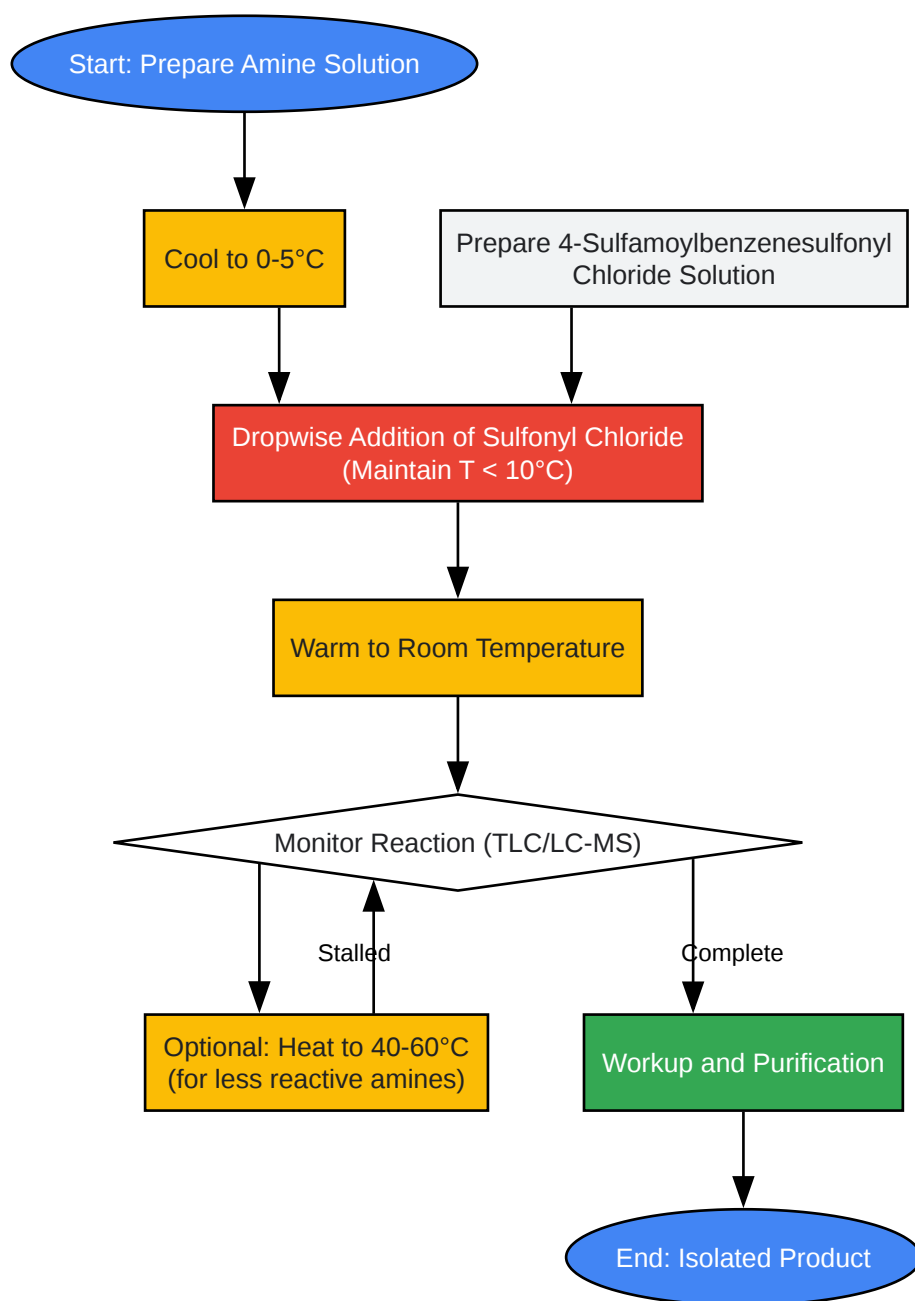 Start: Prepare Amine Solution
Cool to 0-5°C
Prepare 4-Sulfamoylbenzenesulfonyl
Chloride Solution
Dropwise Addition of Sulfonyl Chloride
(Maintain T < 10°C)
Warm to Room Temperature
Monitor Reaction (TLC/LC-MS)
Stalled
Complete
Optional: Heat to 40-60°C
(for less reactive amines)
Workup and Purification
End: Isolated Product